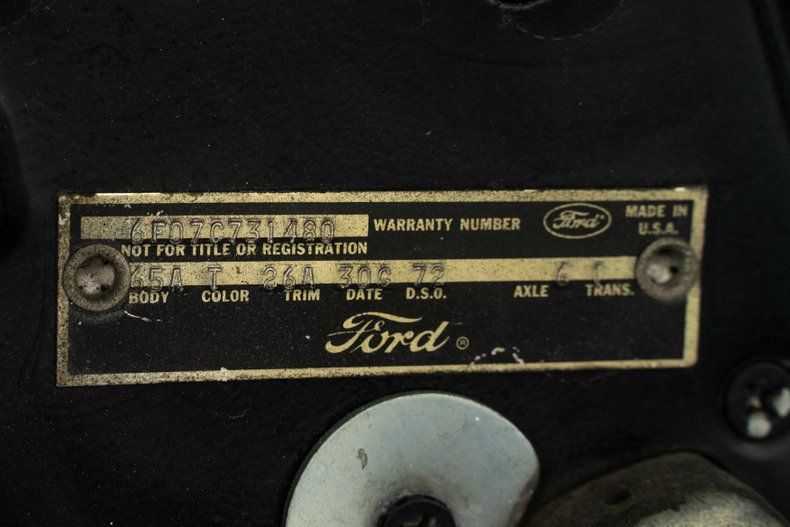 6F07C731480 WARRANTY NUMBER Ford MADE IN U.S.A.
NOT FOR TITLE OR REGISTRATION
65A T 26A 30C 72 6
BODY COLOR TRIM DATE D.S.O. AXLE TRANS.
Ford ®